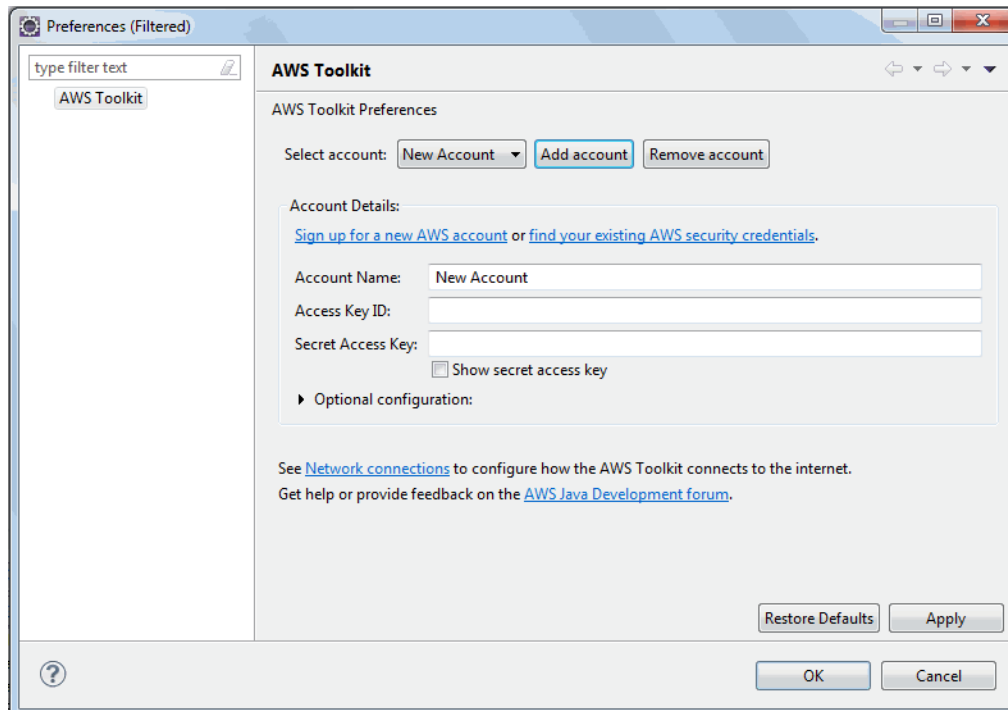 Preferences (Filtered)
type filter text
AWS Toolkit
AWS Toolkit
AWS Toolkit Preferences
Select account: New Account Add account Remove account
Account Details:
Sign up for a new AWS account or find your existing AWS security credentials.
Account Name: New Account
Access Key ID:
Secret Access Key:
Show secret access key
Optional configuration:
See Network connections to configure how the AWS Toolkit connects to the internet.
Get help or provide feedback on the AWS Java Development forum.
Restore Defaults Apply
? OK Cancel